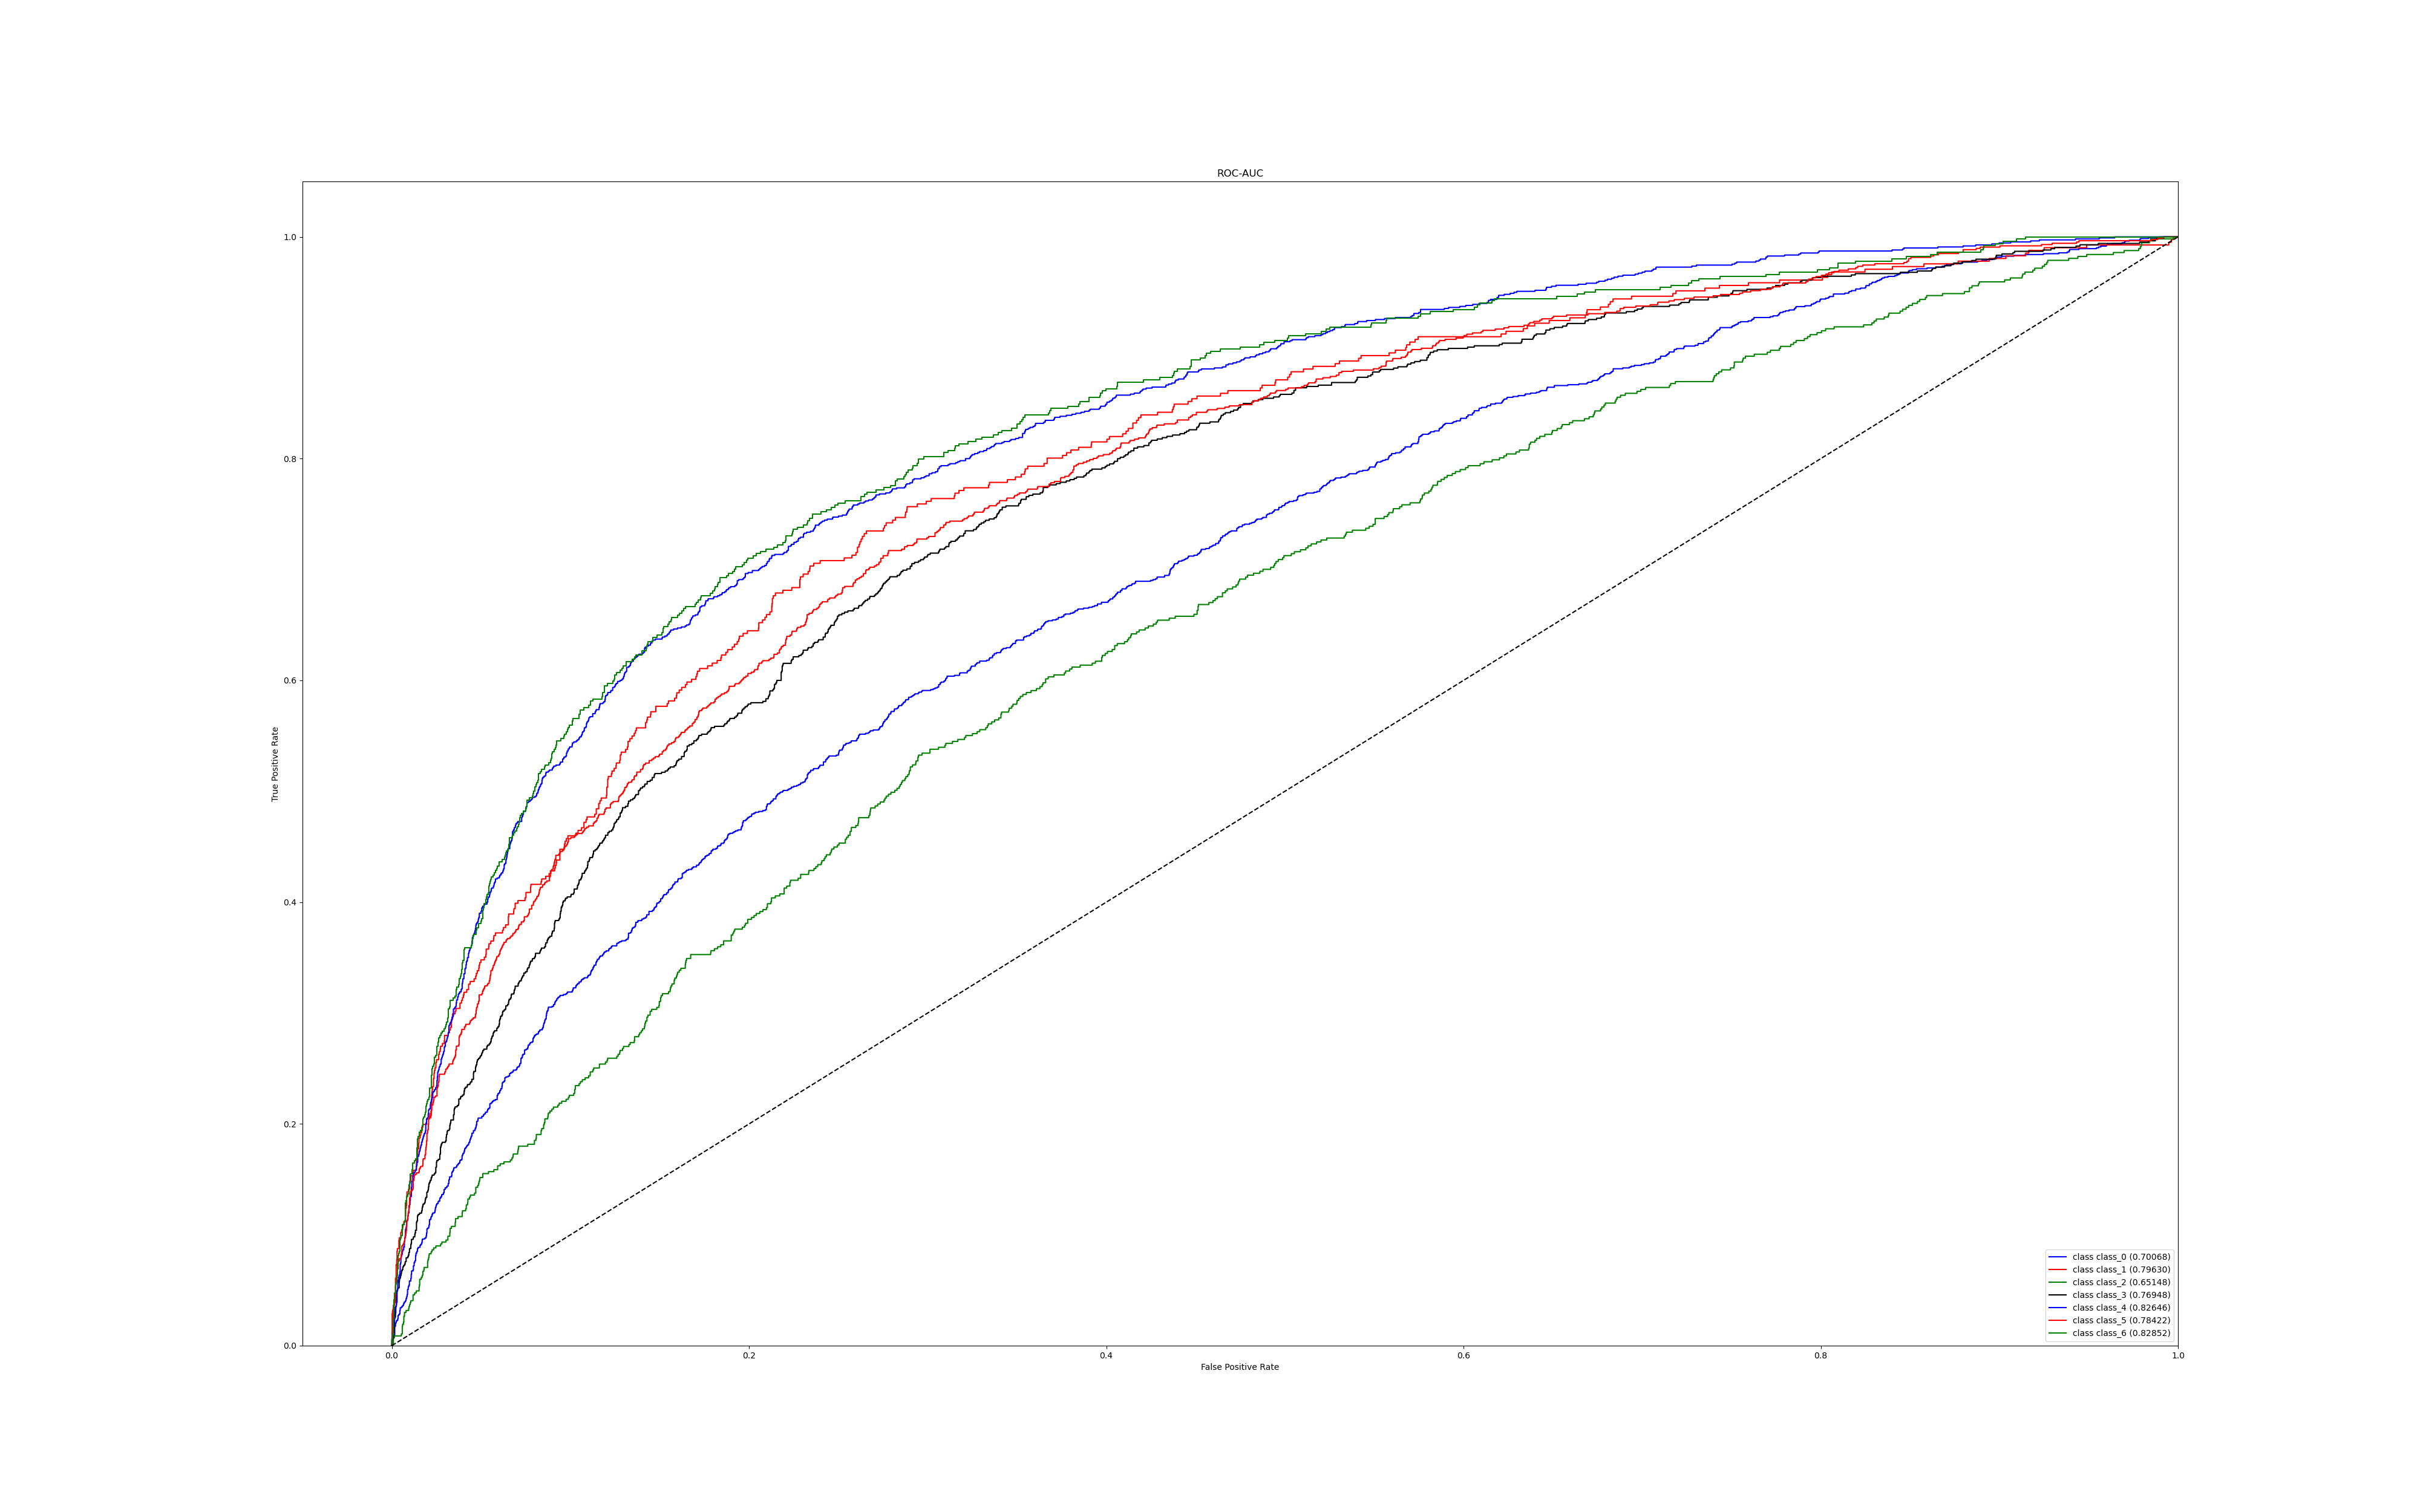 ROC-AUC
1.0
0.8
0.6
0.4
0.2
0.0
True Positive Rate
0.0 0.2 0.4 0.6 0.8 1.0
False Positive Rate
class class_0 (0.70068)
class class_1 (0.79630)
class class_2 (0.65148)
class class_3 (0.76948)
class class_4 (0.82646)
class class_5 (0.78422)
class class_6 (0.82852)